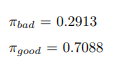 π_bad = 0.2913
π_good = 0.7088